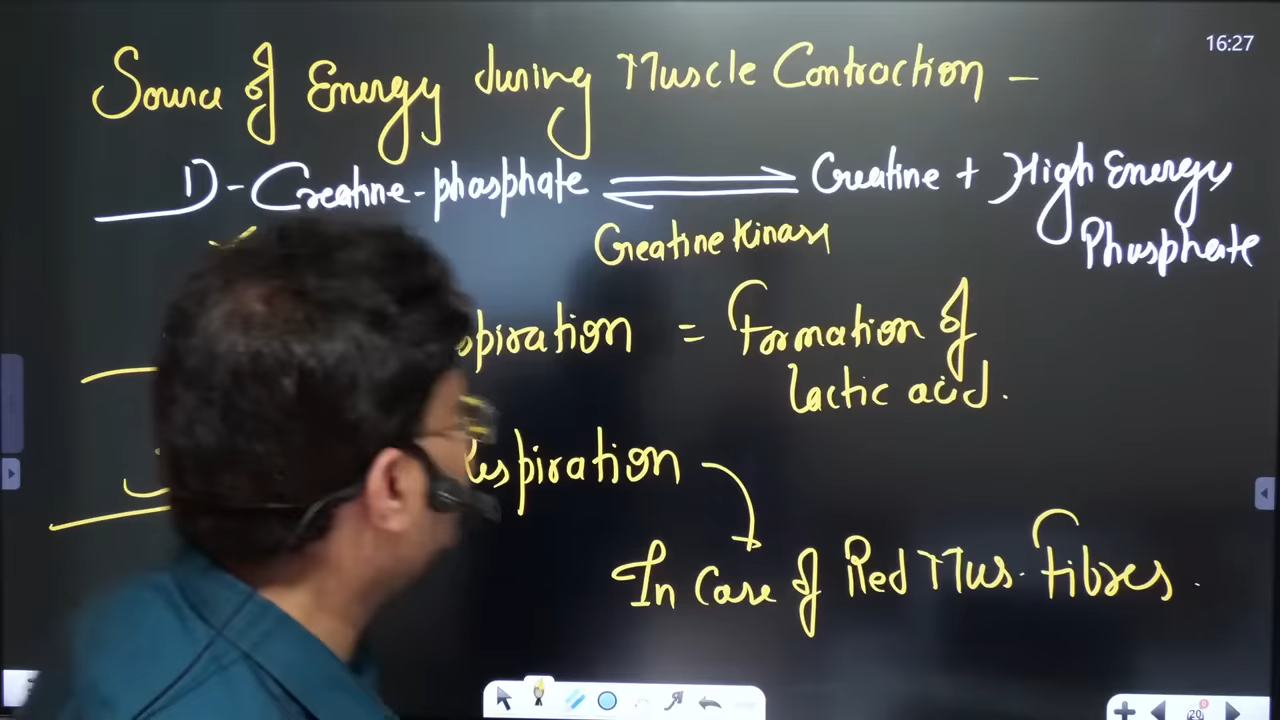 16:27
Source of Energy during Muscle Contraction -
1) - Creatine - phosphate ⇌ Creatine + High Energy
Phosphate
Creatine Kinase
spiration = Formation of
lactic acid.
Respiration
In Case of Red Mus. Fibres.
20